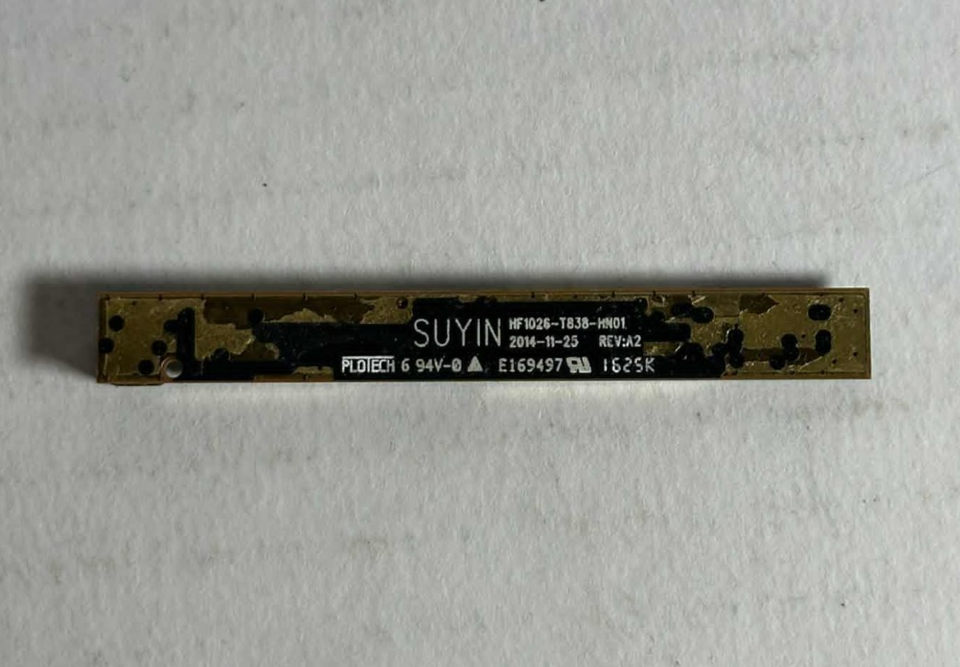 SUYIN HF1026-T838-HN01
2014-11-25 REV:A2
PLOTECH 6 94V-0 E169497 1625K